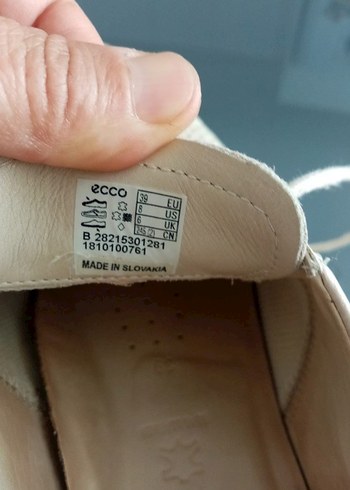 ecco
39 EU
8 US
6 UK
245 (2) CN
B 28215301281
1810100761
MADE IN SLOVAKIA